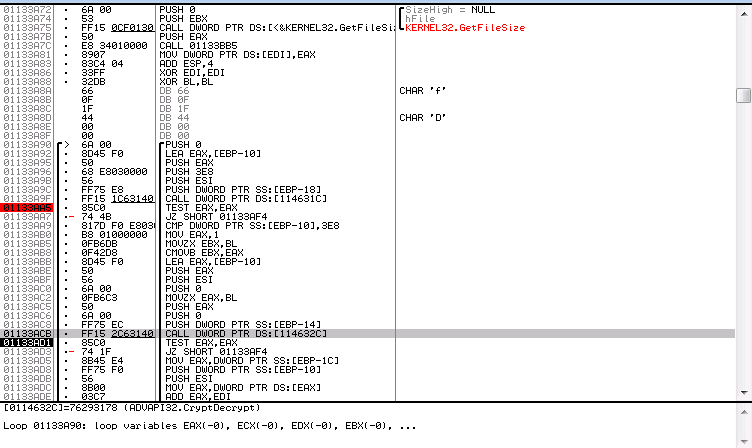 01133A72 · 6A 00 PUSH 0 SizeHigh = NULL
01133A74 · 53 PUSH EBX hFile
01133A75 · FF15 0CF0130 CALL DWORD PTR DS:[<&KERNEL32.GetFileSiz KERNEL32.GetFileSize
01133A7B · 50 PUSH EAX
01133A7C · E8 34010000 CALL 01133BB5
01133A81 · 8907 MOV DWORD PTR DS:[EDI],EAX
01133A83 · 83C4 04 ADD ESP,4
01133A86 · 33FF XOR EDI,EDI
01133A88 · 32DB XOR BL,BL
01133A8A 66 DB 66 CHAR 'f'
01133A8B 0F DB 0F
01133A8C 1F DB 1F
01133A8D 44 DB 44 CHAR 'D'
01133A8E 00 DB 00
01133A8F 00 DB 00
01133A90 > 6A 00 PUSH 0
01133A92 · 8D45 F0 LEA EAX,[EBP-10]
01133A95 · 50 PUSH EAX
01133A96 · 68 E8030000 PUSH 3E8
01133A9B · 56 PUSH ESI
01133A9C · FF75 E8 PUSH DWORD PTR SS:[EBP-18]
01133A9F · FF15 1C63140 CALL DWORD PTR DS:[114631C]
01133AA5 · 85C0 TEST EAX,EAX
01133AA7 ·- 74 4B JZ SHORT 01133AF4
01133AA9 · 817D F0 E803 CMP DWORD PTR SS:[EBP-10],3E8
01133AB0 · B8 01000000 MOV EAX,1
01133AB5 · 0FB6DB MOVZX EBX,BL
01133AB8 · 0F42D8 CMOVB EBX,EAX
01133ABB · 8D45 F0 LEA EAX,[EBP-10]
01133ABE · 50 PUSH EAX
01133ABF · 56 PUSH ESI
01133AC0 · 6A 00 PUSH 0
01133AC2 · 0FB6C3 MOVZX EAX,BL
01133AC5 · 50 PUSH EAX
01133AC6 · 6A 00 PUSH 0
01133AC8 · FF75 EC PUSH DWORD PTR SS:[EBP-14]
01133ACB · FF15 2C63140 CALL DWORD PTR DS:[114632C]
01133AD1 · 85C0 TEST EAX,EAX
01133AD3 ·- 74 1F JZ SHORT 01133AF4
01133AD5 · 8B45 E4 MOV EAX,DWORD PTR SS:[EBP-1C]
01133AD8 · FF75 F0 PUSH DWORD PTR SS:[EBP-10]
01133ADB · 56 PUSH ESI
01133ADC · 8B00 MOV EAX,DWORD PTR DS:[EAX]
01133ADE · 03C7 ADD EAX,EDI
[0114632C]=76293178 (ADVAPI32.CryptDecrypt)
Loop 01133A90: loop variables EAX(-0), ECX(-0), EDX(-0), EBX(-0), ...